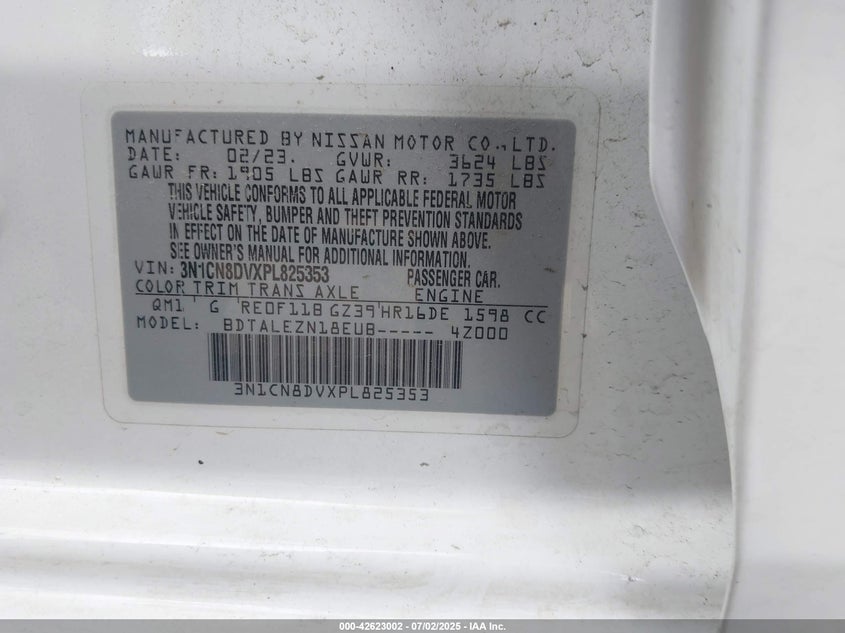 MANUFACTURED BY NISSAN MOTOR CO., LTD.
DATE: 02/23. GVWR: 3624 LBS
GAWR FR: 1905 LBS GAWR RR: 1735 LBS
THIS VEHICLE CONFORMS TO ALL APPLICABLE FEDERAL MOTOR
VEHICLE SAFETY, BUMPER AND THEFT PREVENTION STANDARDS
IN EFFECT ON THE DATE OF MANUFACTURE SHOWN ABOVE.
SEE OWNER'S MANUAL FOR ADDITIONAL INFORMATION.
VIN: 3N1CN8DVXPL825353 PASSENGER CAR.
COLOR TRIM TRANS AXLE ENGINE
QM1 G RE0F11B GZ39 HR16DE 1598 CC
MODEL: BDTALEZN18EUB----- 4Z000
3N1CN8DVXPL825353
000-42623002 - 07/02/2025 - IAA Inc.